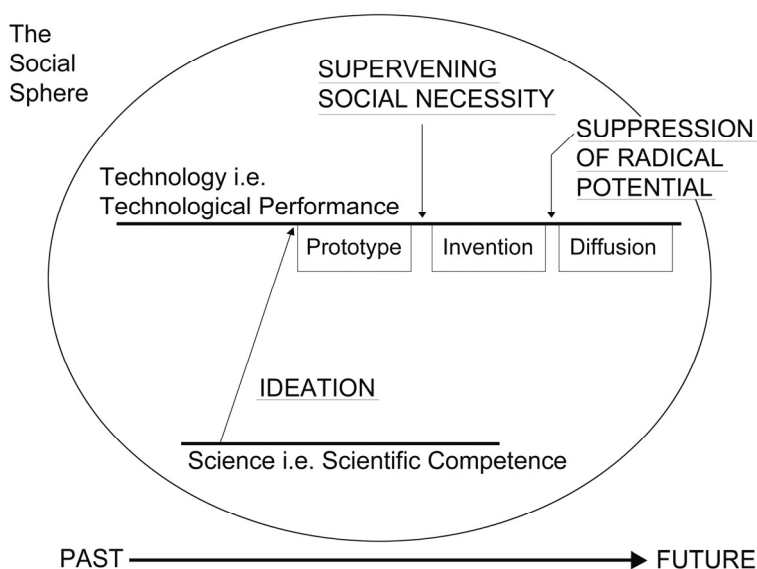 The
Social
Sphere
SUPERVENING
SOCIAL NECESSITY
SUPPRESSION
OF RADICAL
POTENTIAL
Technology i.e.
Technological Performance
Prototype
Invention
Diffusion
IDEATION
Science i.e. Scientific Competence
PAST
FUTURE